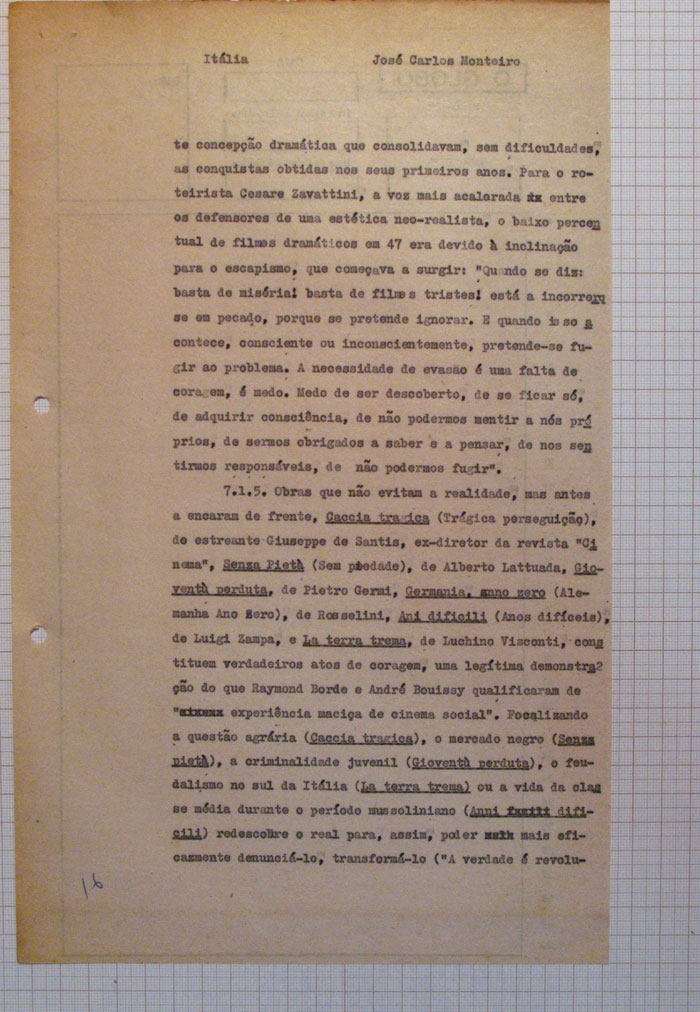 Itália José Carlos Monteiro
te concepção dramática que consolidavam, sem dificuldades,
as conquistas obtidas nos seus primeiros anos. Para o ro-
teirista Cesare Zavattini, a voz mais acalorada entre
os defensores de uma estética neo-realista, o baixo percen
tual de filmes dramáticos em 47 era devido à inclinação
para o escapismo, que começava a surgir: "Quando se diz:
basta de miséria! basta de filmes tristes! está a incorrerq
se em pecado, porque se pretende ignorar. E quando isso a
contece, consciente ou inconscientemente, pretende-se fu-
gir ao problema. A necessidade de evasão é uma falta de
coragem, é medo. Medo de ser descoberto, de se ficar só,
de adquirir consciência, de não podermos mentir a nós pró
prios, de sermos obrigados a saber e a pensar, de nos sen
tirmos responsáveis, de não podermos fugir".
7.1.5. Obras que não evitam a realidade, mas antes
a encaram de frente, Caccia tragica (Trágica perseguição),
de estreante Giuseppe de Santis, ex-diretor da revista "Ci
nema", Senza Pietà (Sem piedade), de Alberto Lattuada, Gio-
ventù perduta, de Pietro Germi, Germania, anno zero (Ale-
manha Ano Zero), de Rosselini, Ani dificili (Anos difíceis),
de Luigi Zampa, e La terra trema, de Luchino Visconti, cons
tituem verdadeiros atos de coragem, uma legítima demonstra2
ção do que Raymond Borde e André Bouissy qualificaram de
" experiência maciça de cinema social". Focalizando
a questão agrária (Caccia tragica), o mercado negro (Senza
pietà), a criminalidade juvenil (Gioventù perduta), o feu-
dalismo no sul da Itália (La terra trema) ou a vida da clas
se média durante o período mussoliniano (Anni difi-
cili) redescobre o real para, assim, poder mais efi-
cazmente denunciá-lo, transformá-lo ("A verdade é revolu-
16